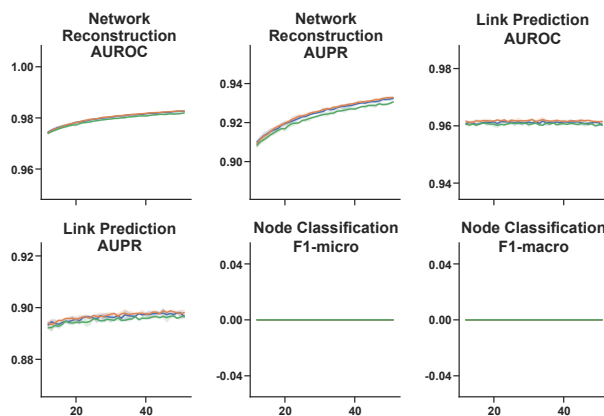 Network
Reconstruction
AUROC
1.00
0.98
0.96
Network
Reconstruction
AUPR
0.94
0.92
0.90
Link Prediction
AUROC
0.98
0.96
0.94
Link Prediction
AUPR
0.92
0.90
0.88
20
40
Node Classification
F1-micro
0.04
0.00
-0.04
20
40
Node Classification
F1-macro
0.04
0.00
-0.04
20
40